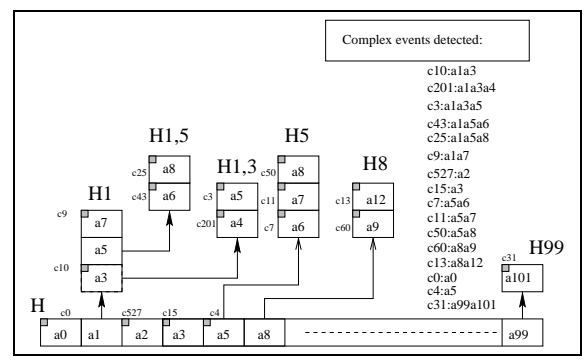 Complex events detected:
c10:a1a3
c201:a1a3a4
c3:a1a3a5
c43:a1a5a6
c25:a1a5a8
c9:a1a7
c527:a2
c15:a3
c7:a5a6
c11:a5a7
c50:a5a8
c60:a8a9
c13:a8a12
c0:a0
c4:a5
c31:a99a101
H1,5
c25 a8
c43 a6
H1,3
c3 a5
c201 a4
H5
c50 a8
c11 a7
c7 a6
H8
c13 a12
c60 a9
H1
c9 a7
a5
c10 a3
H99
c31
a101
H
c0 c527 c15 c4
a0 a1 a2 a3 a5 a8 a99